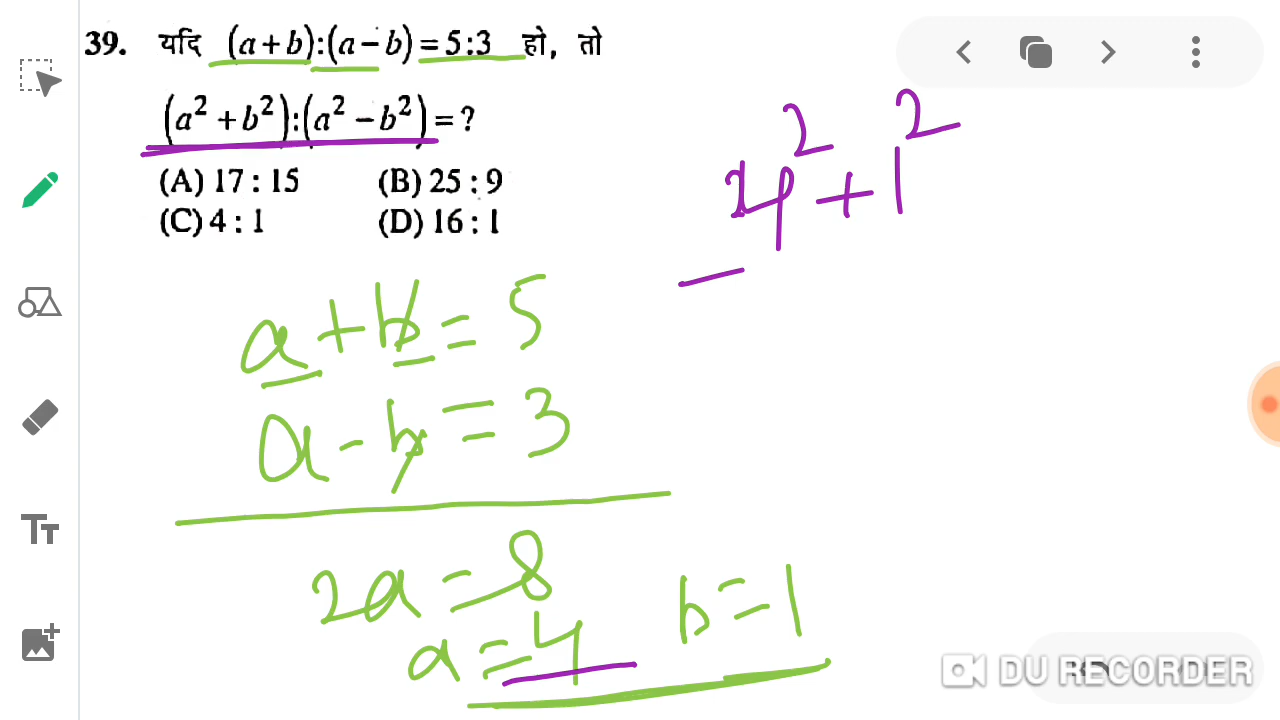 39. यदि (a + b) : (a − b) = 5 : 3 हो, तो
(a² + b²) : (a² − b²) = ?
(A) 17 : 15 (B) 25 : 9
(C) 4 : 1 (D) 16 : 1
4² + 1²
a + b = 5
a - b = 3
2a = 8
a = 4 b = 1
Tт
DU RECORDER